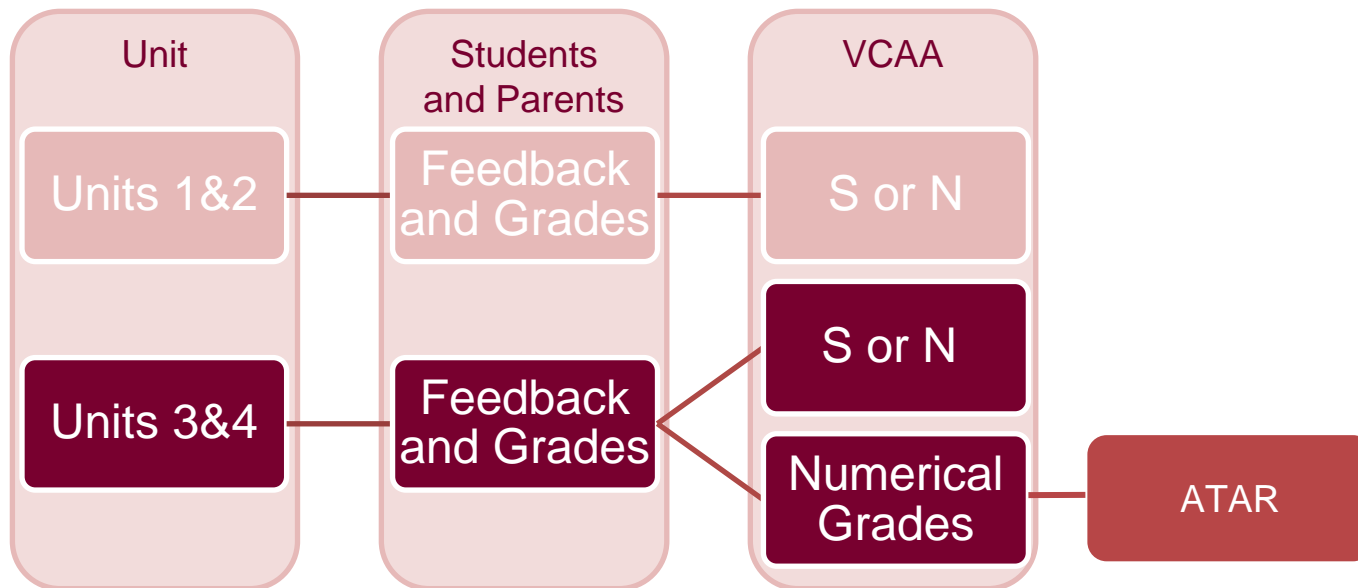 Unit
Students
and Parents
VCAA
Units 1&2
Feedback
and Grades
S or N
Units 3&4
Feedback
and Grades
S or N
Numerical
Grades
ATAR